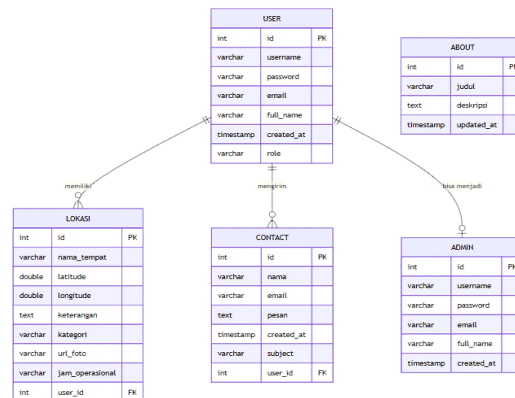 USER
int id PK
varchar username
varchar password
varchar email
varchar full_name
timestamp created_at
varchar role
ABOUT
int id
varchar judul
text deskripsi
timestamp updated_at
memiliki
mengirim
bisa menjadi
LOKASI
int id PK
varchar nama_tempat
double latitude
double longitude
text keterangan
varchar kategori
varchar url_foto
varchar jam_operasional
int user_id FK
CONTACT
int id PK
varchar nama
varchar email
text pesan
timestamp created_at
varchar subject
int user_id FK
ADMIN
int id
varchar username
varchar password
varchar email
varchar full_name
timestamp created_at